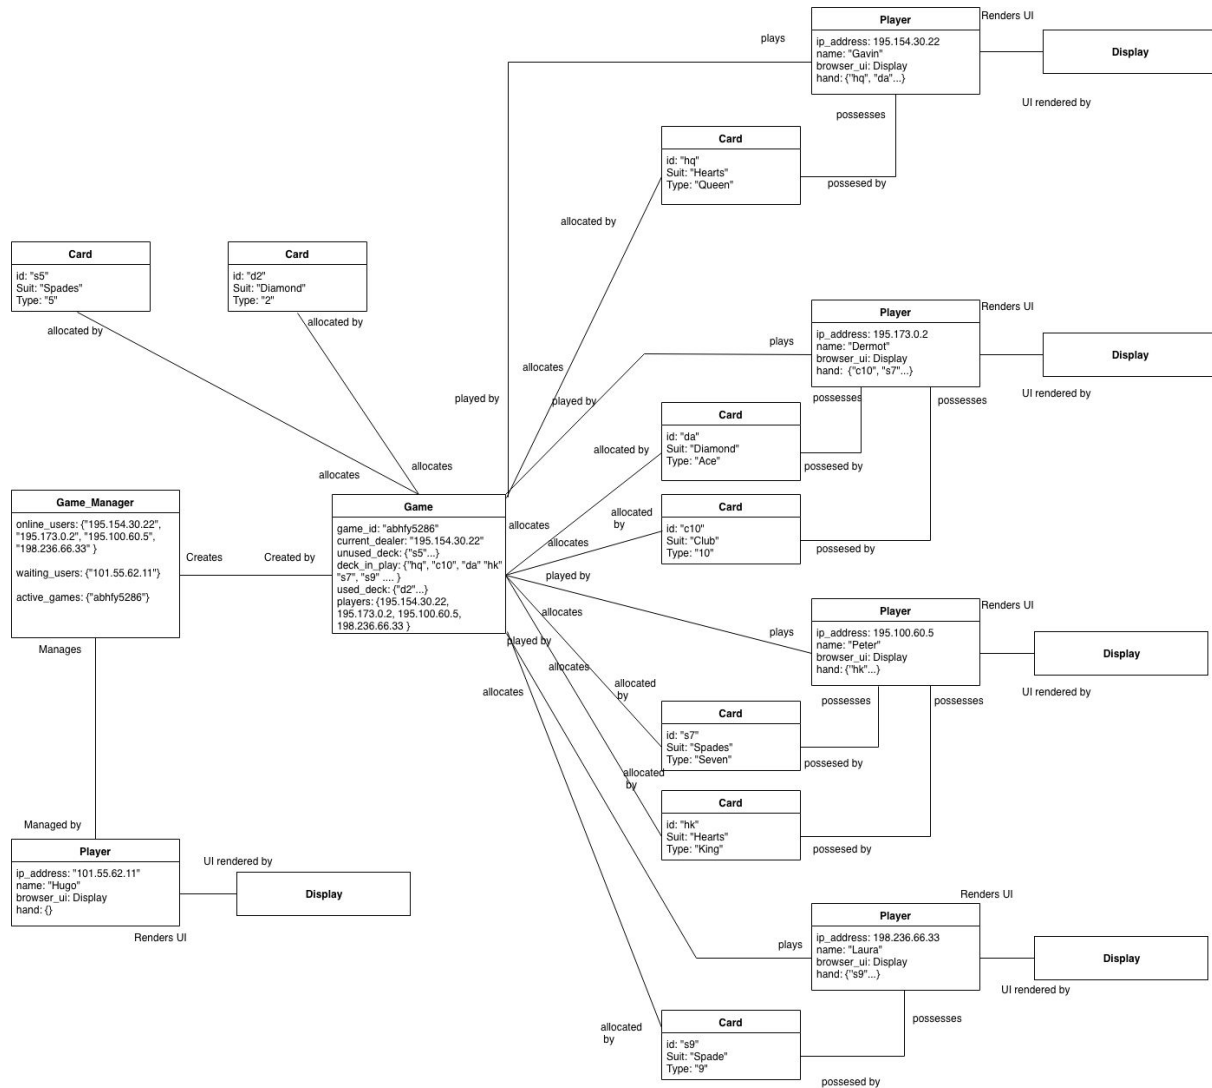 Player
ip_address: 195.154.30.22
name: "Gavin"
browser_ui: Display
hand: {"hq", "da"...}
Renders UI
Display
UI rendered by
plays
possesses
Card
id: "hq"
Suit: "Hearts"
Type: "Queen"
possesed by
allocated by
Card
id: "s5"
Suit: "Spades"
Type: "5"
allocated by
Card
id: "d2"
Suit: "Diamond"
Type: "2"
allocated by
Player
ip_address: 195.173.0.2
name: "Dermot"
browser_ui: Display
hand: {"c10", "s7"...}
Renders UI
Display
UI rendered by
plays
allocates
played by
played by
possesses
possesses
Card
id: "da"
Suit: "Diamond"
Type: "Ace"
allocated by
possesed by
allocates
allocates
Game_Manager
online_users: {"195.154.30.22",
"195.173.0.2", "195.100.60.5",
"198.236.66.33" }
waiting_users: {"101.55.62.11"}
active_games: {"abhfy5286"}
Creates
Created by
Game
game_id: "abhfy5286"
current_dealer: "195.154.30.22"
unused_deck: {"s5"...}
deck_in_play: {"hq", "c10", "da" "hk"
"s7", "s9" .... }
used_deck: {"d2"...}
players: {195.154.30.22,
195.173.0.2, 195.100.60.5,
198.236.66.33 }
allocates
allocates
allocated
by
Card
id: "c10"
Suit: "Club"
Type: "10"
possesed by
played by
allocates
Player
ip_address: 195.100.60.5
name: "Peter"
browser_ui: Display
hand: {"hk"...}
Renders UI
Display
UI rendered by
plays
played by
allocates
allocates
possesses
possesses
allocated
by
Card
id: "s7"
Suit: "Spades"
Type: "Seven"
possesed by
allocated
by
Card
id: "hk"
Suit: "Hearts"
Type: "King"
possesed by
Manages
Managed by
Player
ip_address: "101.55.62.11"
name: "Hugo"
browser_ui: Display
hand: {}
UI rendered by
Display
Renders UI
Player
ip_address: 198.236.66.33
name: "Laura"
browser_ui: Display
hand: {"s9"...}
Renders UI
Display
UI rendered by
plays
possesses
allocated
by
Card
id: "s9"
Suit: "Spade"
Type: "9"
possesed by